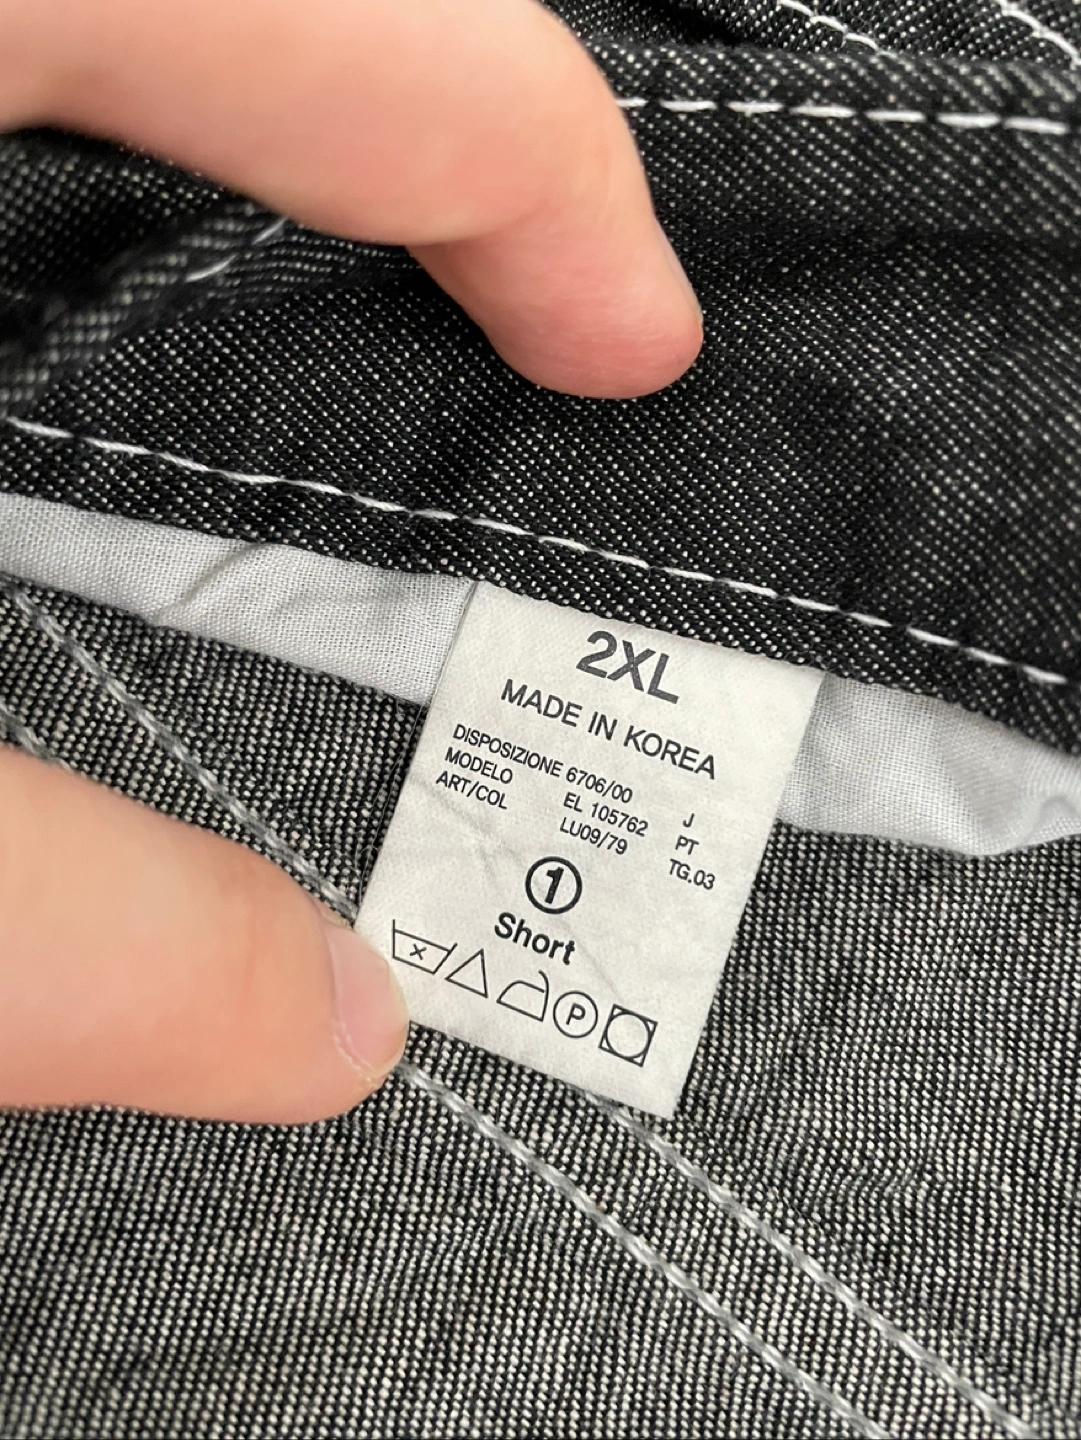 2XL
MADE IN KOREA
DISPOSIZIONE 6706/00 J
MODELO EL 105762 PT
ART/COL LU09/79 TG.03
1
Short
P